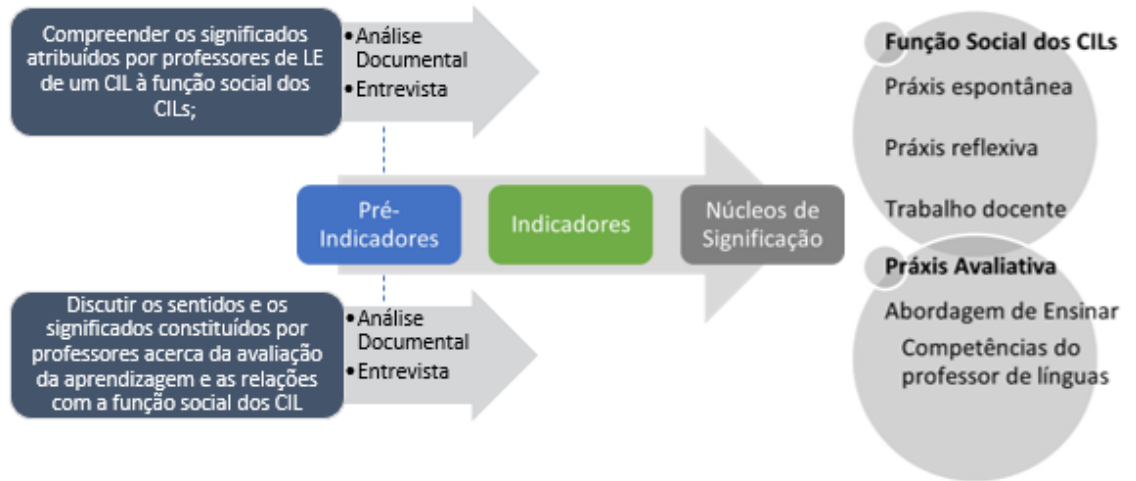 Compreender os significados
atribuídos por professores de LE
de um CIL à função social dos
CILs;
•Análise
Documental
•Entrevista
Pré-
Indicadores
Indicadores
Núcleos de
Significação
Discutir os sentidos e os
significados constituídos por
professores acerca da avaliação
da aprendizagem e as relações
com a função social dos CIL
•Análise
Documental
•Entrevista
Função Social dos CILs
Práxis espontânea
Práxis reflexiva
Trabalho docente
Práxis Avaliativa
Abordagem de Ensinar
Competências do
professor de línguas